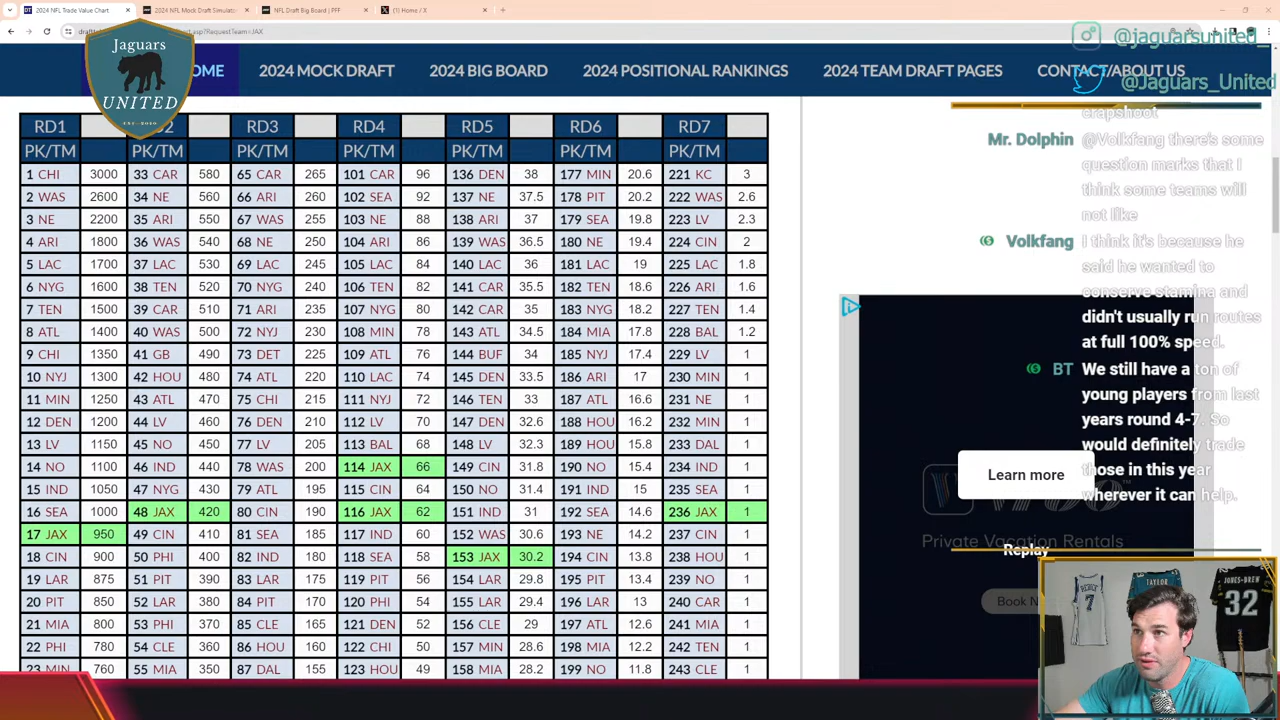 2024 NFL Trade Value Chart
2024 NFL Mock Draft Simulator
NFL Draft Big Board | PFF
(1) Home / X
Jaguars
UNITED
OME
2024 MOCK DRAFT
2024 BIG BOARD
2024 POSITIONAL RANKINGS
2024 TEAM DRAFT PAGES
CONTACT/ABOUT US
@jaguarsunited_
@Jaguars_United
RD1 RD3 RD4 RD5 RD6 RD7
PK/TM PK/TM PK/TM PK/TM PK/TM PK/TM PK/TM
1 CHI 3000 33 CAR 580 65 CAR 265 101 CAR 96 136 DEN 38 177 MIN 20.6 221 KC 3
2 WAS 2600 34 NE 560 66 ARI 260 102 SEA 92 137 NE 37.5 178 PIT 20.2 222 WAS 2.6
3 NE 2200 35 ARI 550 67 WAS 255 103 NE 88 138 ARI 37 179 SEA 19.8 223 LV 2.3
4 ARI 1800 36 WAS 540 68 NE 250 104 ARI 86 139 WAS 36.5 180 NE 19.4 224 CIN 2
5 LAC 1700 37 LAC 530 69 LAC 245 105 LAC 84 140 LAC 36 181 LAC 19 225 LAC 1.8
6 NYG 1600 38 TEN 520 70 NYG 240 106 TEN 82 141 CAR 35.5 182 TEN 18.6 226 ARI 1.6
7 TEN 1500 39 CAR 510 71 ARI 235 107 NYG 80 142 CAR 35 183 NYG 18.2 227 TEN 1.4
8 ATL 1400 40 WAS 500 72 NYJ 230 108 MIN 78 143 ATL 34.5 184 MIA 17.8 228 BAL 1.2
9 CHI 1350 41 GB 490 73 DET 225 109 ATL 76 144 BUF 34 185 NYJ 17.4 229 LV 1
10 NYJ 1300 42 HOU 480 74 ATL 220 110 LAC 74 145 DEN 33.5 186 ARI 17 230 MIN 1
11 MIN 1250 43 ATL 470 75 CHI 215 111 NYJ 72 146 TEN 33 187 ATL 16.6 231 NE 1
12 DEN 1200 44 LV 460 76 DEN 210 112 LV 70 147 DEN 32.6 188 HOU 16.2 232 MIN 1
13 LV 1150 45 NO 450 77 LV 205 113 BAL 68 148 LV 32.3 189 HOU 15.8 233 DAL 1
14 NO 1100 46 IND 440 78 WAS 200 114 JAX 66 149 CIN 31.8 190 NO 15.4 234 IND 1
15 IND 1050 47 NYG 430 79 ATL 195 115 CIN 64 150 NO 31.4 191 IND 15 235 SEA 1
16 SEA 1000 48 JAX 420 80 CIN 190 116 JAX 62 151 IND 31 192 SEA 14.6 236 JAX 1
17 JAX 950 49 CIN 410 81 SEA 185 117 IND 60 152 WAS 30.6 193 NE 14.2 237 CIN 1
18 CIN 900 50 PHI 400 82 IND 180 118 SEA 58 153 JAX 30.2 194 CIN 13.8 238 HOU 1
19 LAR 875 51 PIT 390 83 LAR 175 119 PIT 56 154 LAR 29.8 195 PIT 13.4 239 NO 1
20 PIT 850 52 LAR 380 84 PIT 170 120 PHI 54 155 LAR 29.4 196 LAR 13 240 CAR 1
21 MIA 800 53 PHI 370 85 CLE 165 121 DEN 52 156 CLE 29 197 ATL 12.6 241 MIA 1
22 PHI 780 54 CLE 360 86 HOU 160 122 CHI 50 157 MIN 28.6 198 MIA 12.2 242 TEN 1
23 MIN 760 55 MIA 350 87 DAL 155 123 HOU 49 158 MIA 28.2 199 NO 11.8 243 CLE 1
crapshoot
Mr. Dolphin @Volkfang there's some
question marks that I
think some teams will
not like
Volkfang I think it's because he
said he wanted to
conserve stamina and
didn't usually run routes
at full 100% speed.
BT We still have a ton of
young players from last
years round 4-7. So
would definitely trade
those in this year
wherever it can help.
Learn more
Private Vacation Rentals
Replay
Book N
7
TAYLOR
JONES-DREW
32